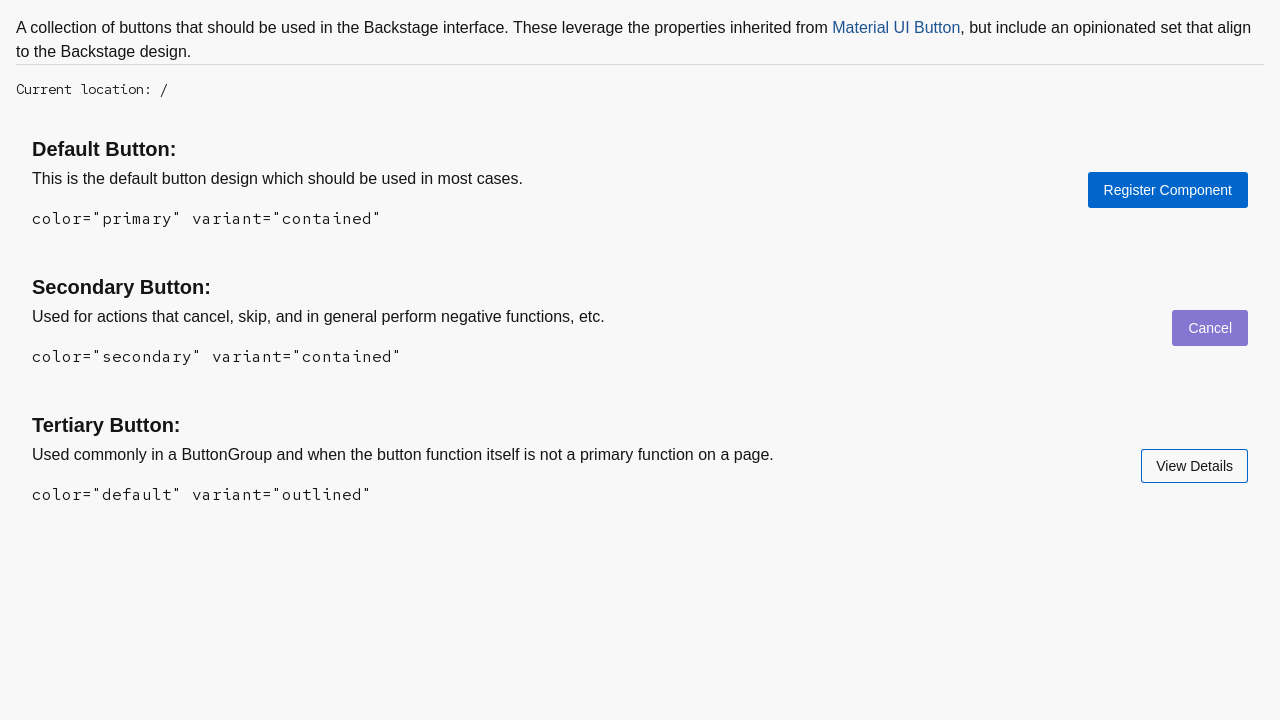 A collection of buttons that should be used in the Backstage interface. These leverage the properties inherited from Material UI Button, but include an opinionated set that align
to the Backstage design.
Current location: /
Default Button:
This is the default button design which should be used in most cases.
Register Component
color="primary" variant="contained"
Secondary Button:
Used for actions that cancel, skip, and in general perform negative functions, etc.
Cancel
color="secondary" variant="contained"
Tertiary Button:
Used commonly in a ButtonGroup and when the button function itself is not a primary function on a page.
View Details
color="default" variant="outlined"